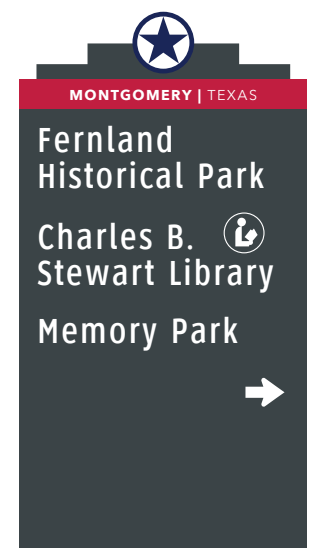 MONTGOMERY | TEXAS
Fernland
Historical Park
Charles B.
Stewart Library
Memory Park